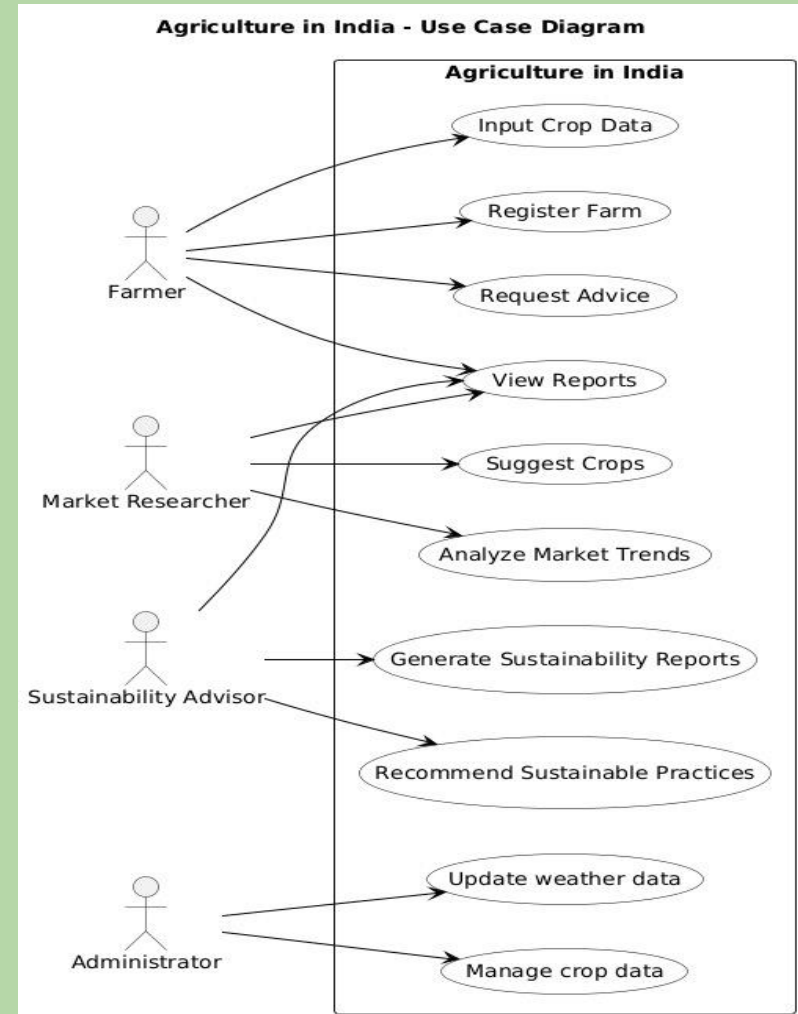 Agriculture in India - Use Case Diagram
Agriculture in India
Input Crop Data
Register Farm
Farmer
Request Advice
View Reports
Market Researcher
Suggest Crops
Analyze Market Trends
Sustainability Advisor
Generate Sustainability Reports
Recommend Sustainable Practices
Update weather data
Administrator
Manage crop data